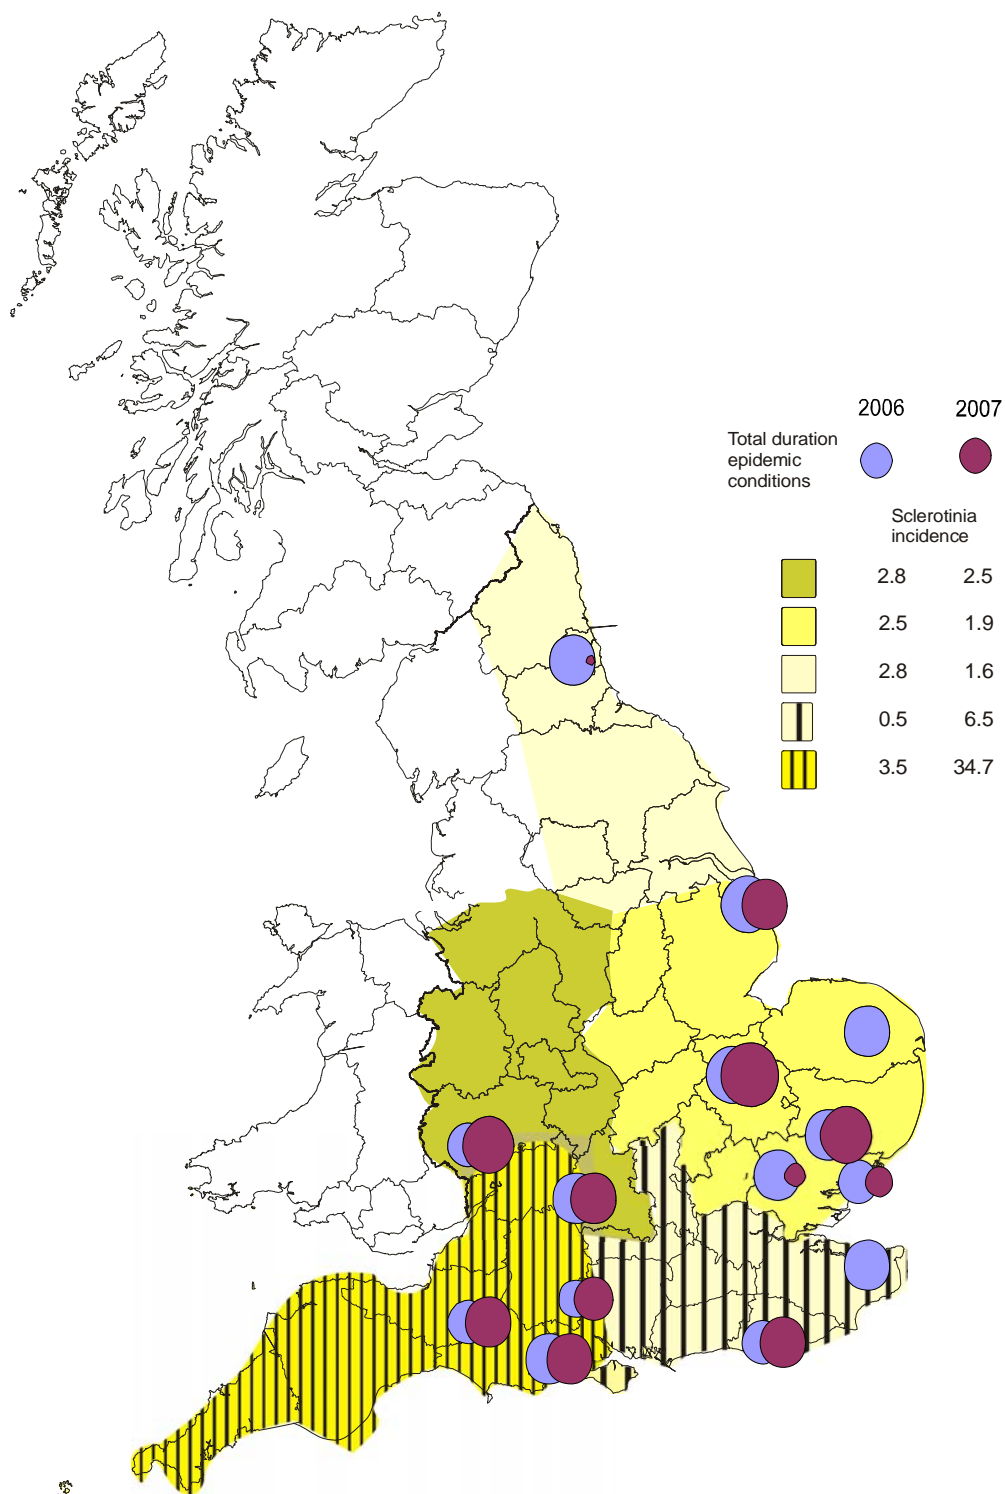 2006 2007
Total duration
epidemic
conditions
Sclerotinia
incidence
2.8 2.5
2.5 1.9
2.8 1.6
0.5 6.5
3.5 34.7